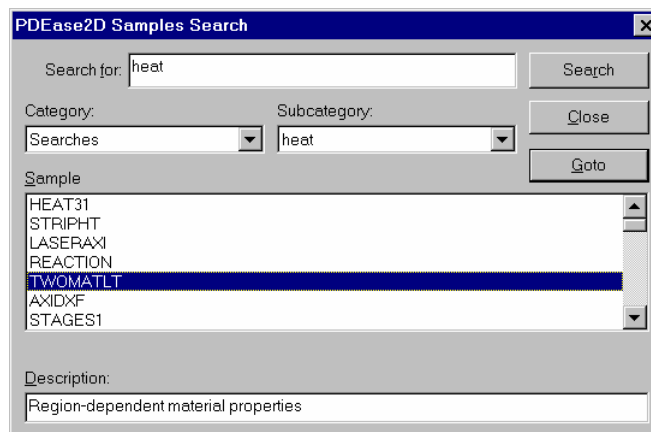 PDEase2D Samples Search
Search for: heat
Search
Category:
Subcategory:
Close
Searches
heat
Goto
Sample
HEAT31
STRIPHT
LASERAXI
REACTION
TWOMATLT
AXIDXF
STAGES1
Description:
Region-dependent material properties